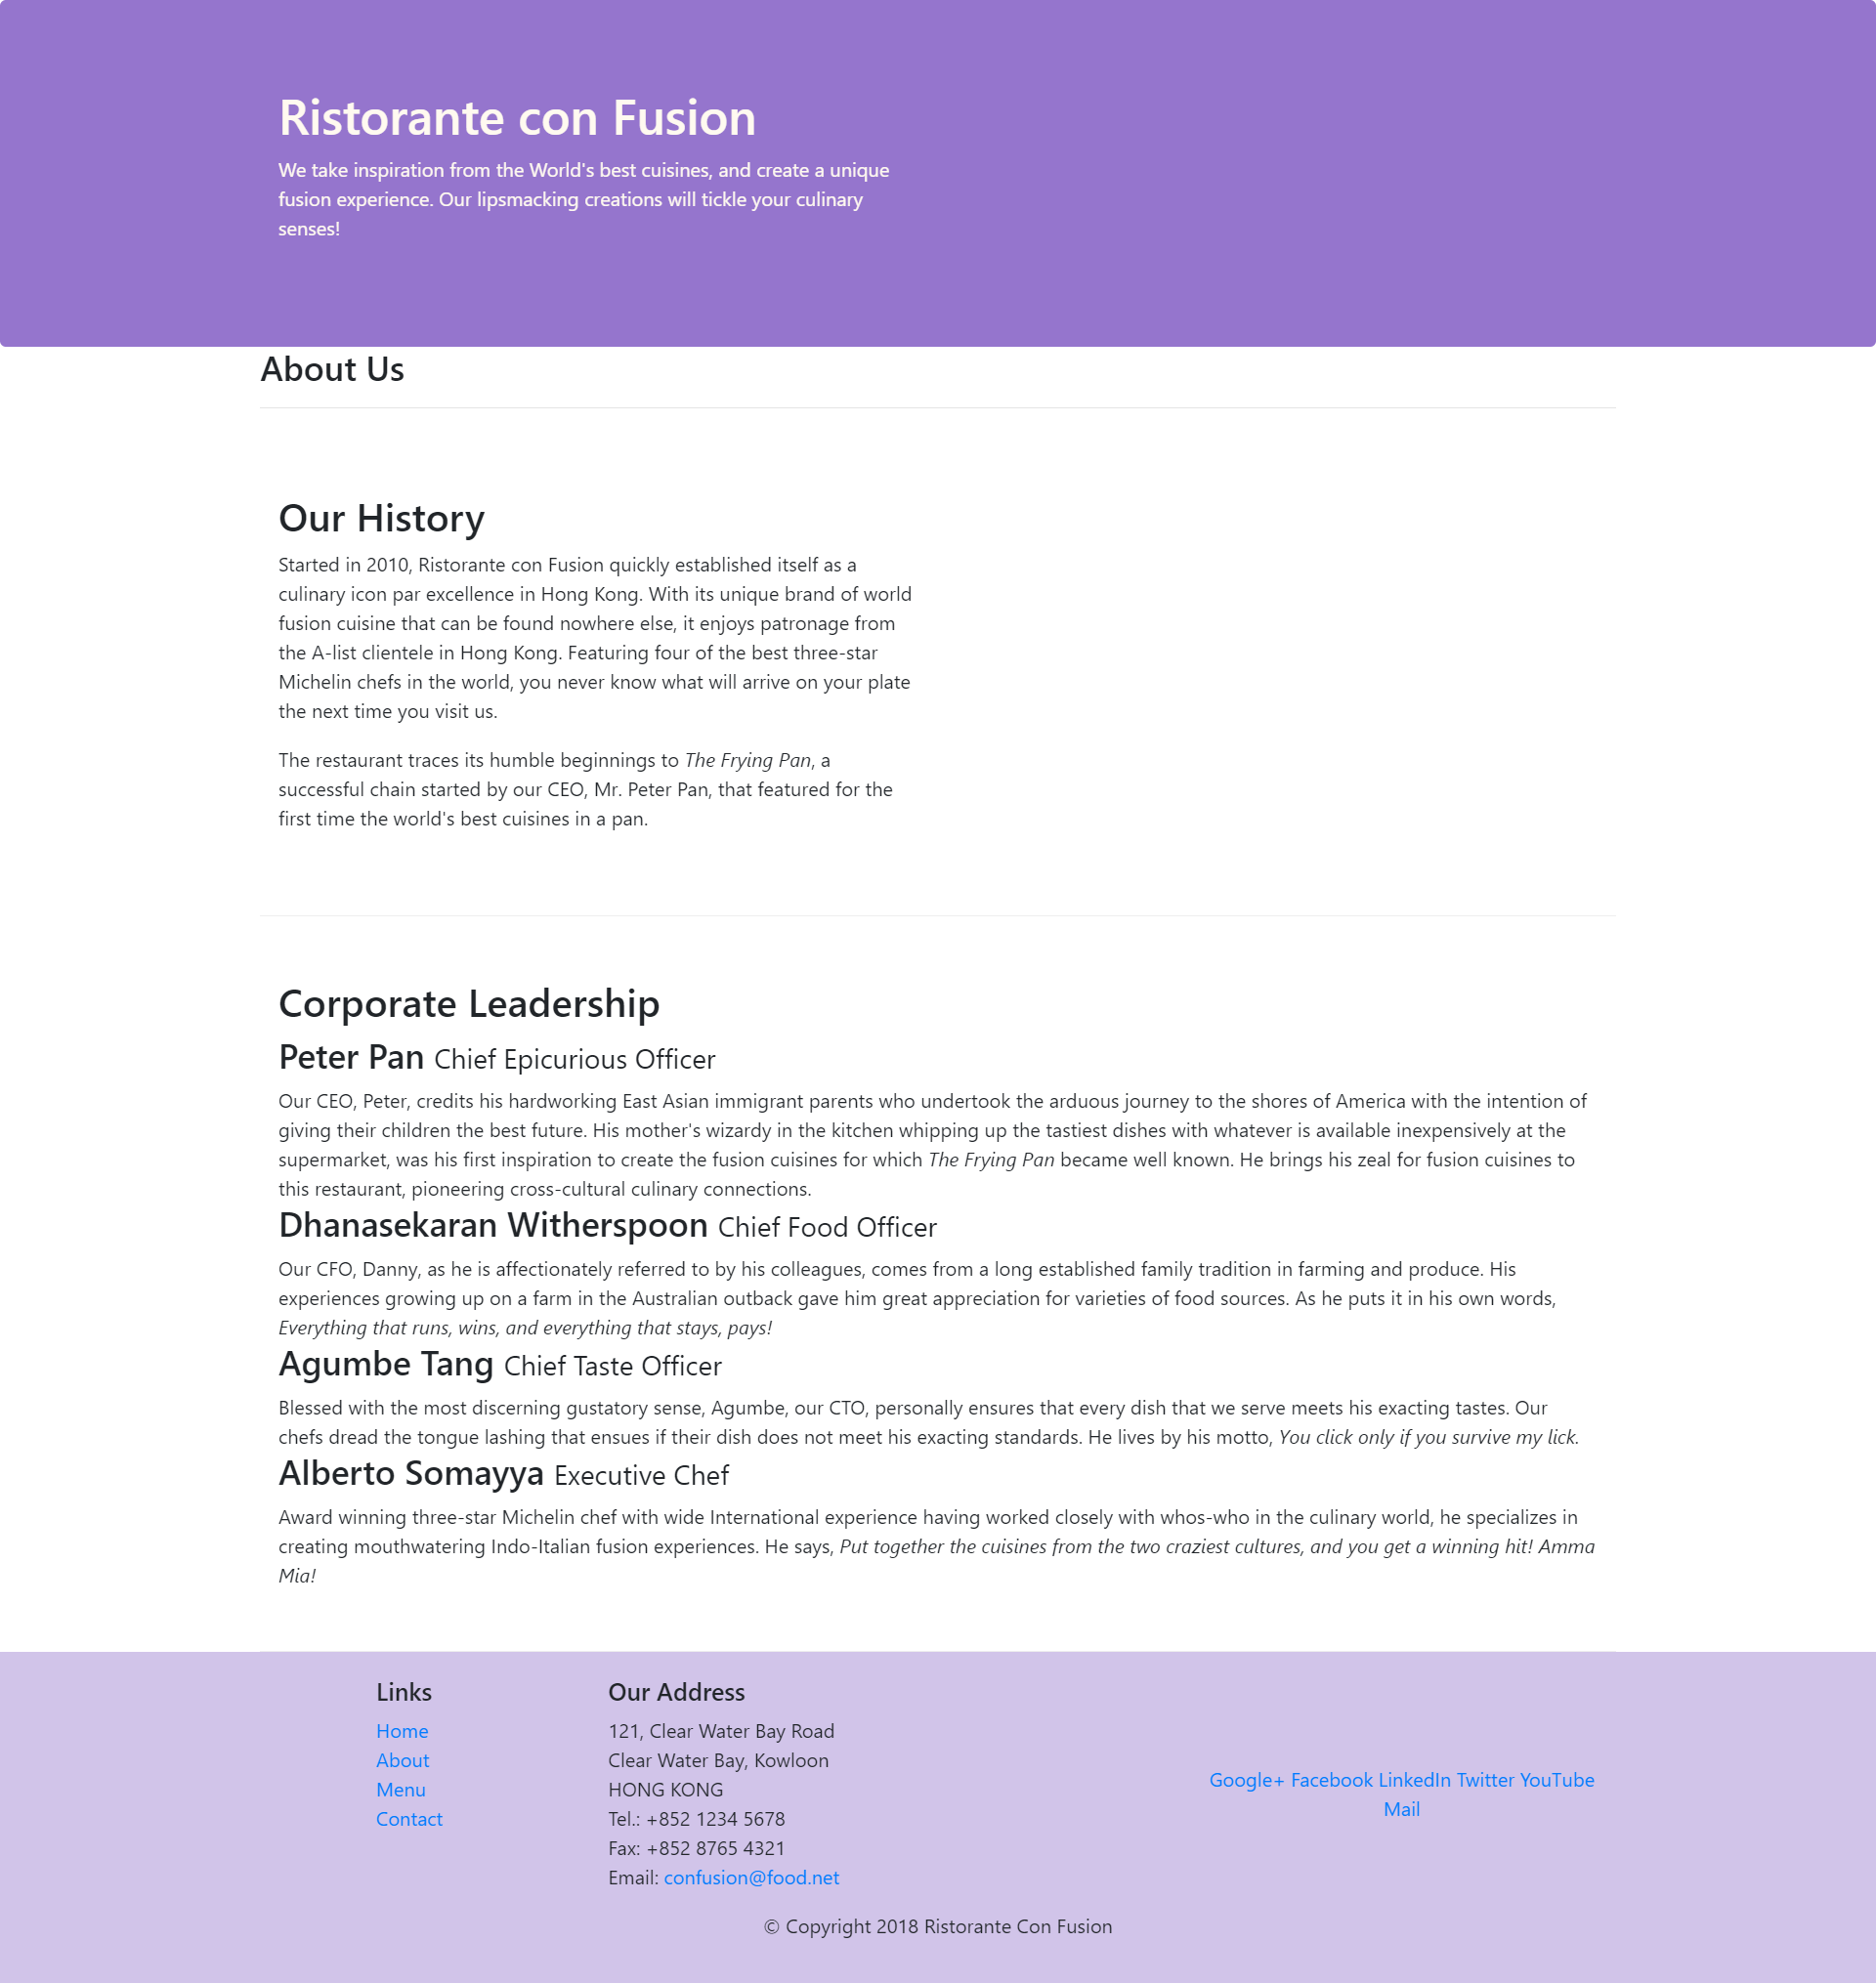 Ristorante con Fusion
We take inspiration from the World's best cuisines, and create a unique
fusion experience. Our lipsmacking creations will tickle your culinary
senses!
About Us
Our History
Started in 2010, Ristorante con Fusion quickly established itself as a
culinary icon par excellence in Hong Kong. With its unique brand of world
fusion cuisine that can be found nowhere else, it enjoys patronage from
the A-list clientele in Hong Kong. Featuring four of the best three-star
Michelin chefs in the world, you never know what will arrive on your plate
the next time you visit us.
The restaurant traces its humble beginnings to The Frying Pan, a
successful chain started by our CEO, Mr. Peter Pan, that featured for the
first time the world's best cuisines in a pan.
Corporate Leadership
Peter Pan Chief Epicurious Officer
Our CEO, Peter, credits his hardworking East Asian immigrant parents who undertook the arduous journey to the shores of America with the intention of
giving their children the best future. His mother's wizardy in the kitchen whipping up the tastiest dishes with whatever is available inexpensively at the
supermarket, was his first inspiration to create the fusion cuisines for which The Frying Pan became well known. He brings his zeal for fusion cuisines to
this restaurant, pioneering cross-cultural culinary connections.
Dhanasekaran Witherspoon Chief Food Officer
Our CFO, Danny, as he is affectionately referred to by his colleagues, comes from a long established family tradition in farming and produce. His
experiences growing up on a farm in the Australian outback gave him great appreciation for varieties of food sources. As he puts it in his own words,
Everything that runs, wins, and everything that stays, pays!
Agumbe Tang Chief Taste Officer
Blessed with the most discerning gustatory sense, Agumbe, our CTO, personally ensures that every dish that we serve meets his exacting tastes. Our
chefs dread the tongue lashing that ensues if their dish does not meet his exacting standards. He lives by his motto, You click only if you survive my lick.
Alberto Somayya Executive Chef
Award winning three-star Michelin chef with wide International experience having worked closely with whos-who in the culinary world, he specializes in
creating mouthwatering Indo-Italian fusion experiences. He says, Put together the cuisines from the two craziest cultures, and you get a winning hit! Amma
Mia!
Links
Home
About
Menu
Contact
Our Address
121, Clear Water Bay Road
Clear Water Bay, Kowloon
HONG KONG
Tel.: +852 1234 5678
Fax: +852 8765 4321
Email: confusion@food.net
Google+ Facebook LinkedIn Twitter YouTube
Mail
© Copyright 2018 Ristorante Con Fusion